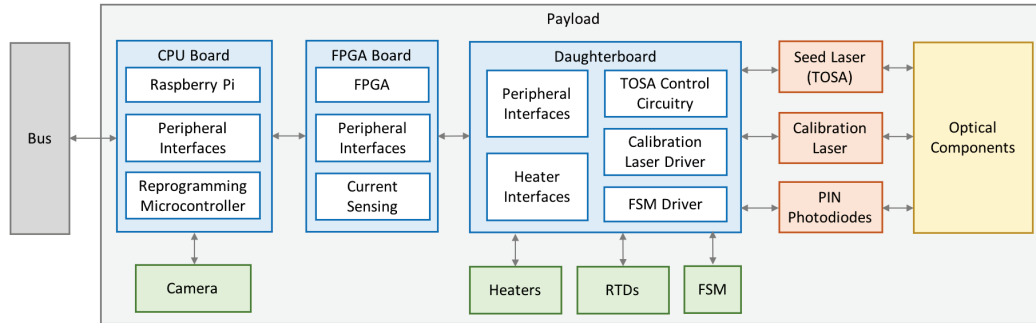 Payload
Bus
CPU Board
Raspberry Pi
Peripheral
Interfaces
Reprogramming
Microcontroller
Camera
FPGA Board
FPGA
Peripheral
Interfaces
Current
Sensing
Daughterboard
Peripheral
Interfaces
Heater
Interfaces
TOSA Control
Circuitry
Calibration
Laser Driver
FSM Driver
Heaters
RTDs
FSM
Seed Laser
(TOSA)
Calibration
Laser
PIN
Photodiodes
Optical
Components